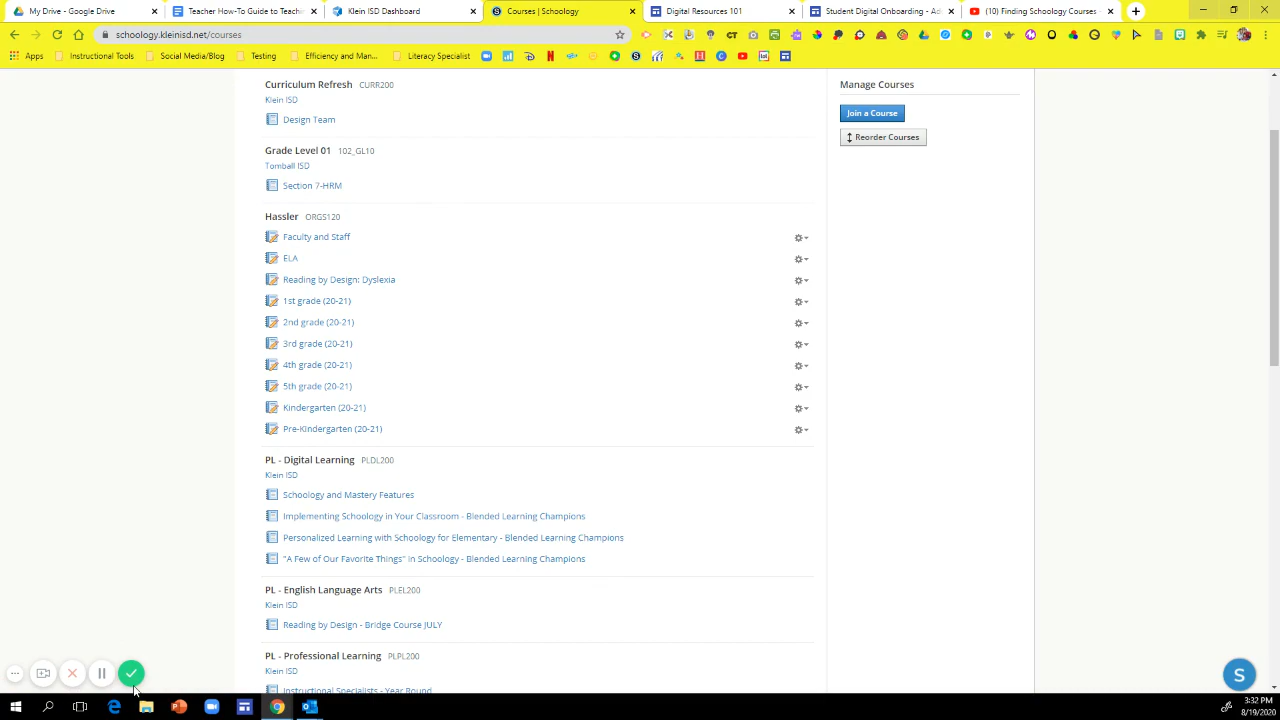 My Drive - Google Drive
Teacher How-To Guide to Teachin
Klein ISD Dashboard
Courses | Schoology
Digital Resources 101
Student Digital Onboarding - Ad
(10) Finding Schoology Courses -
schoology.kleinisd.net/courses
Apps
Instructional Tools
Social Media/Blog
Testing
Efficiency and Man...
Literacy Specialist
Curriculum Refresh CURR200
Klein ISD
Design Team
Grade Level 01 102_GL10
Tomball ISD
Section 7-HRM
Hassler ORGS120
Faculty and Staff
ELA
Reading by Design: Dyslexia
1st grade (20-21)
2nd grade (20-21)
3rd grade (20-21)
4th grade (20-21)
5th grade (20-21)
Kindergarten (20-21)
Pre-Kindergarten (20-21)
PL - Digital Learning PLDL200
Klein ISD
Schoology and Mastery Features
Implementing Schoology in Your Classroom - Blended Learning Champions
Personalized Learning with Schoology for Elementary - Blended Learning Champions
"A Few of Our Favorite Things" in Schoology - Blended Learning Champions
PL - English Language Arts PLEL200
Klein ISD
Reading by Design - Bridge Course JULY
PL - Professional Learning PLPL200
Klein ISD
Instructional Specialists - Year Round
Manage Courses
Join a Course
Reorder Courses
S
3:32 PM
8/19/2020